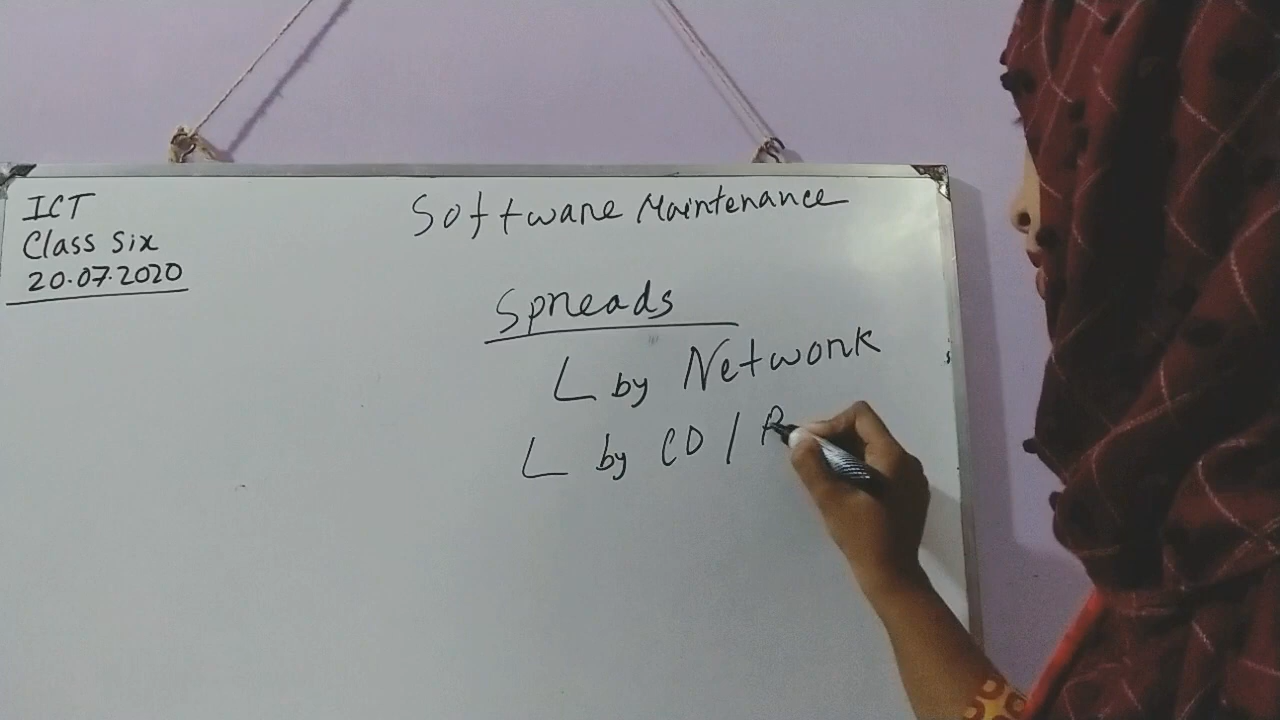 ICT
Class Six
20.07.2020
Software Maintenance
Spreads
by Network
by CD /